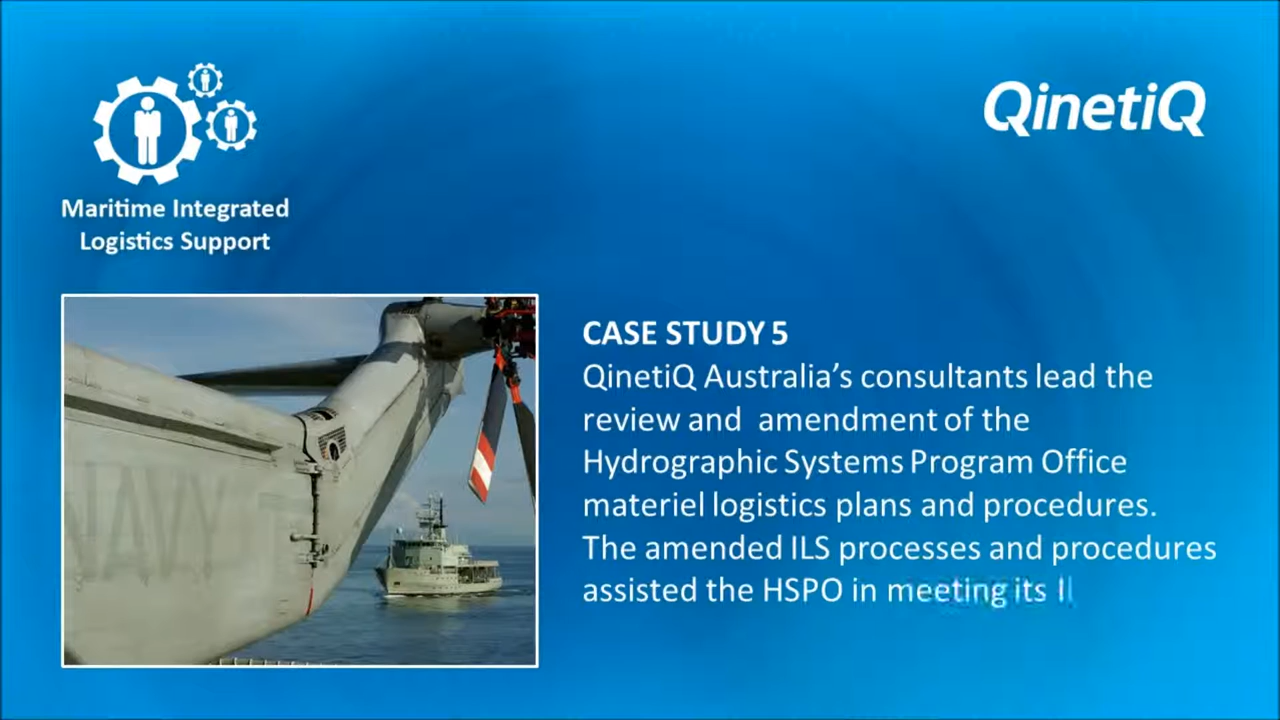 QinetiQ
Maritime Integrated
Logistics Support
NAVY
CASE STUDY 5
QinetiQ Australia's consultants lead the
review and amendment of the
Hydrographic Systems Program Office
materiel logistics plans and procedures.
The amended ILS processes and procedures
assisted the HSPO in meeting its